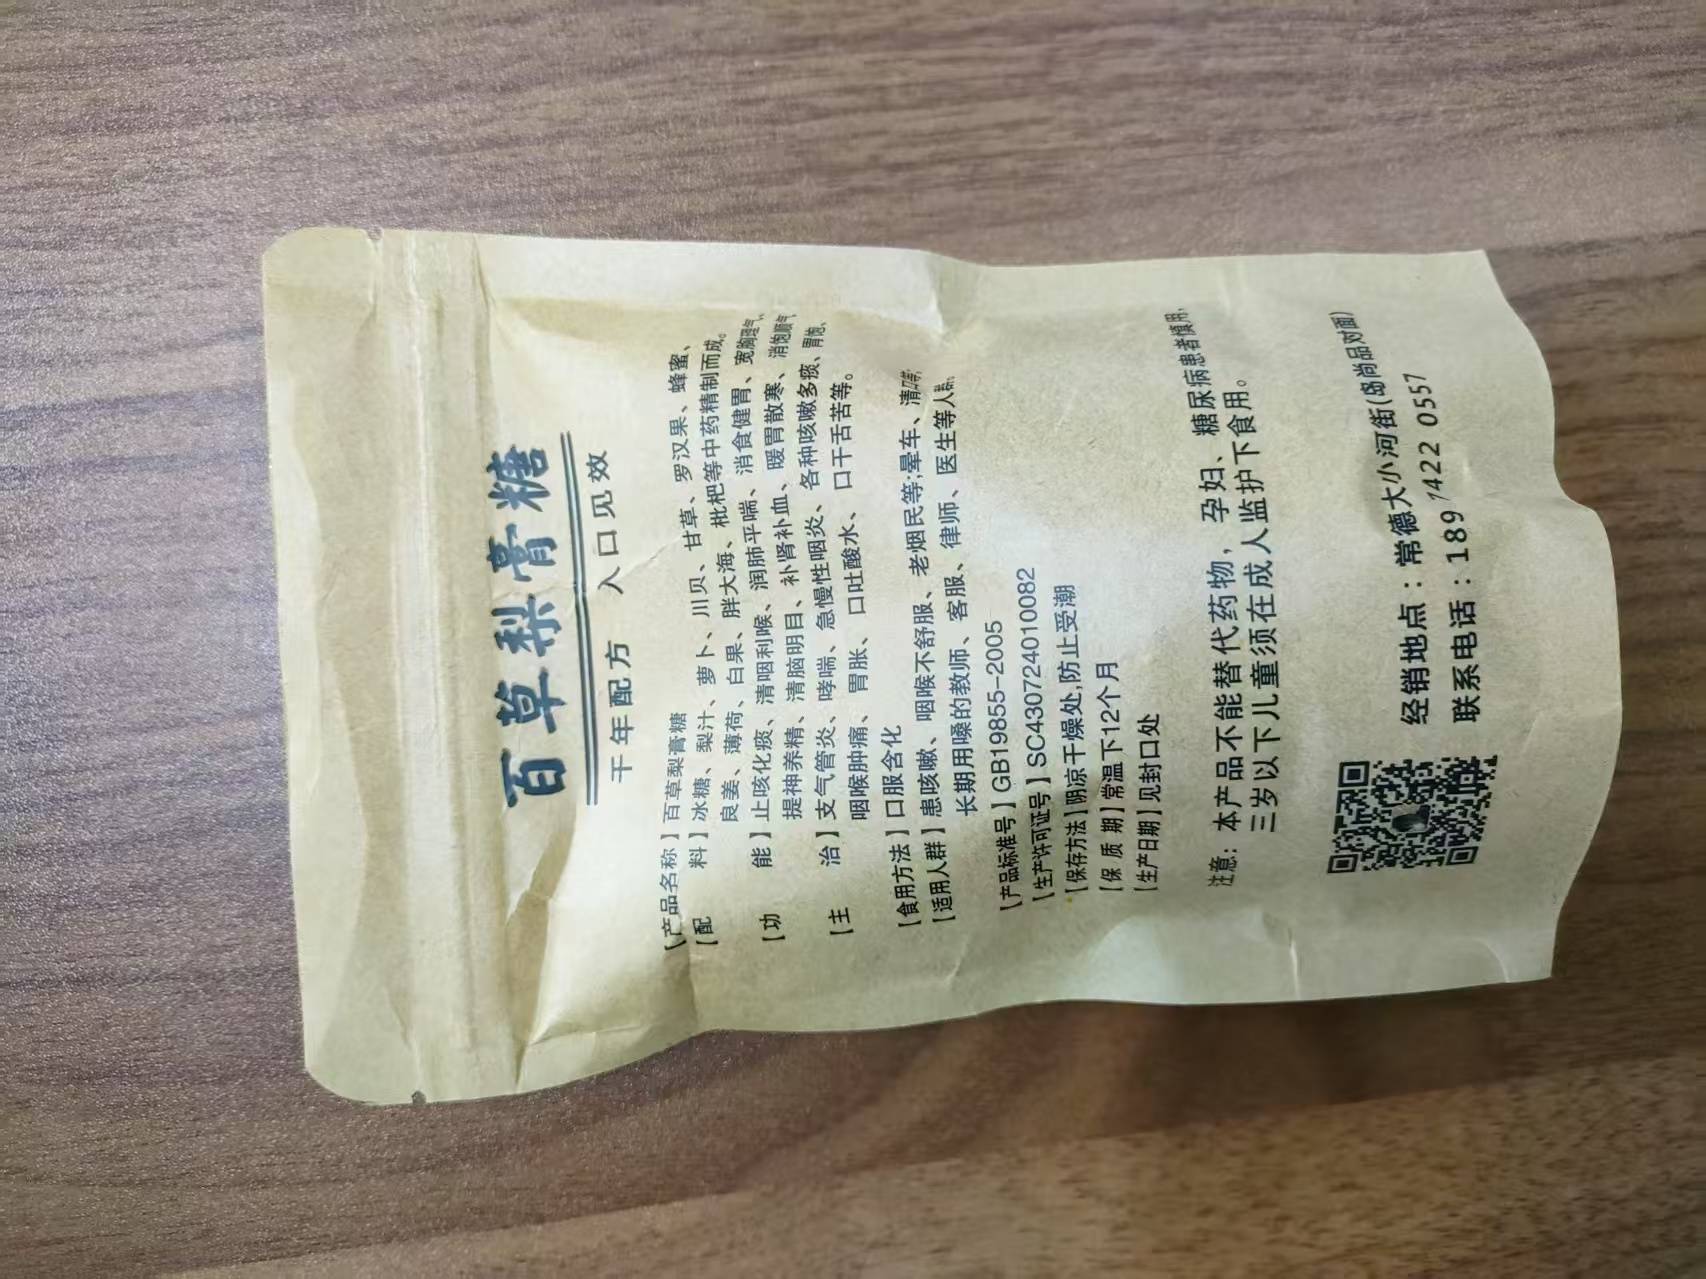 百草梨膏糖
千年配方 入口见效
【产品名称】百草梨膏糖
【配 料】冰糖、梨汁、萝卜、川贝、甘草、罗汉果、蜂蜜、
良姜、薄荷、白果、胖大海、枇杷等中药精制而成。
【功 能】止咳化痰、清咽利喉、润肺平喘、消食健胃、宽胸理气、
提神养精、清脑明目、补肾补血、暖胃散寒、消饱顺气
【主 治】支气管炎、哮喘、急慢性咽炎、各种咳嗽多痰、胃饱、
咽喉肿痛、胃胀、口吐酸水、口干舌苦等。
【食用方法】口服含化
【适用人群】患咳嗽、咽喉不舒服、老烟民等;晕车、清口等;
长期用嗓的教师、客服、律师、医生等人群。
【产品标准号】GB19855-2005
【生产许可证号】SC430724010082
【保存方法】阴凉干燥处,防止受潮
【保 质 期】常温下12个月
【生产日期】见封口处
注意：本产品不能替代药物，孕妇、糖尿病患者慎用，
三岁以下儿童须在成人监护下食用。
经销地点：常德大小河街(岛尚品对面)
联系电话：189 7422 0557